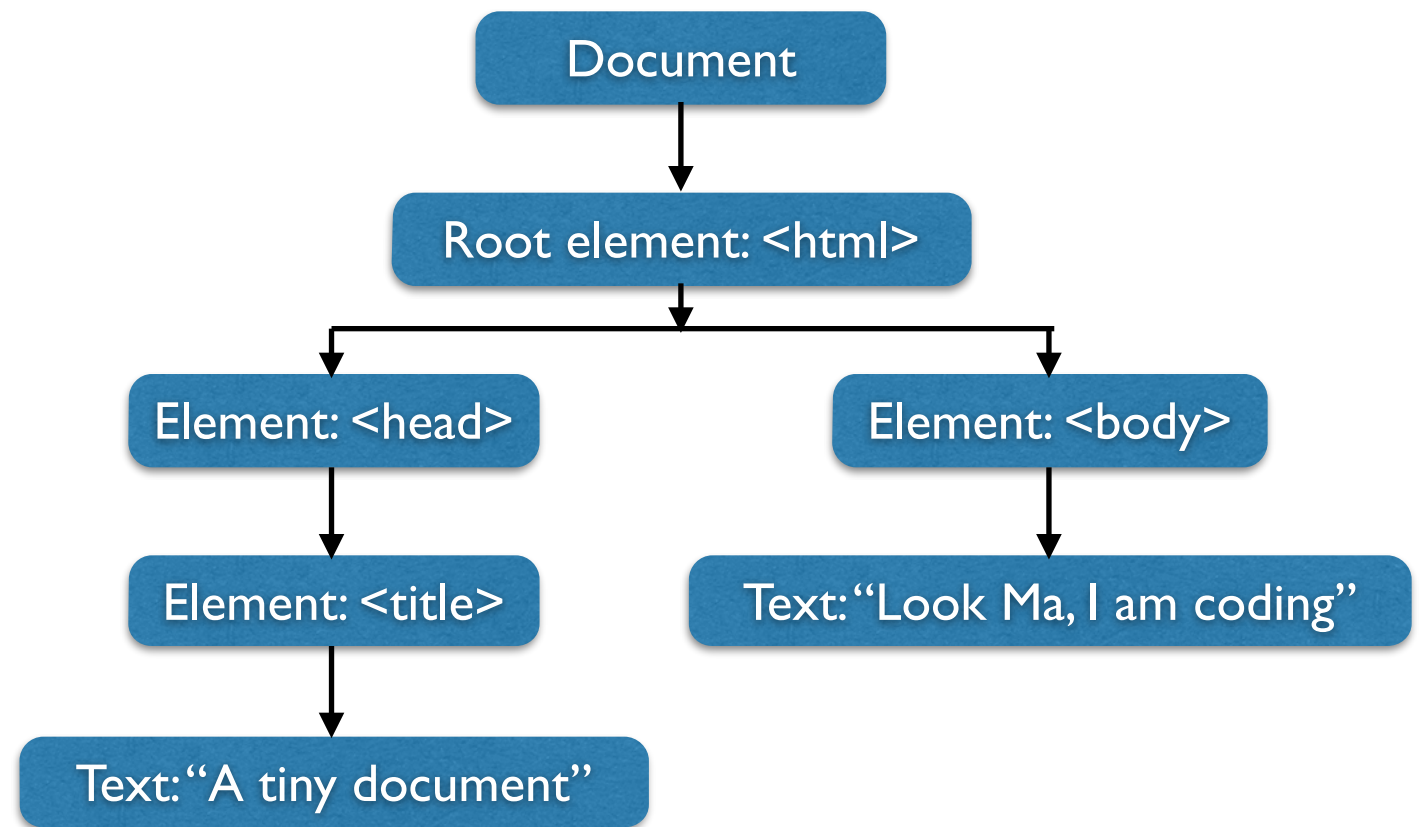 Document
Root element: <html>
Element: <head>
Element: <body>
Element: <title>
Text: “Look Ma, I am coding”
Text: “A tiny document”